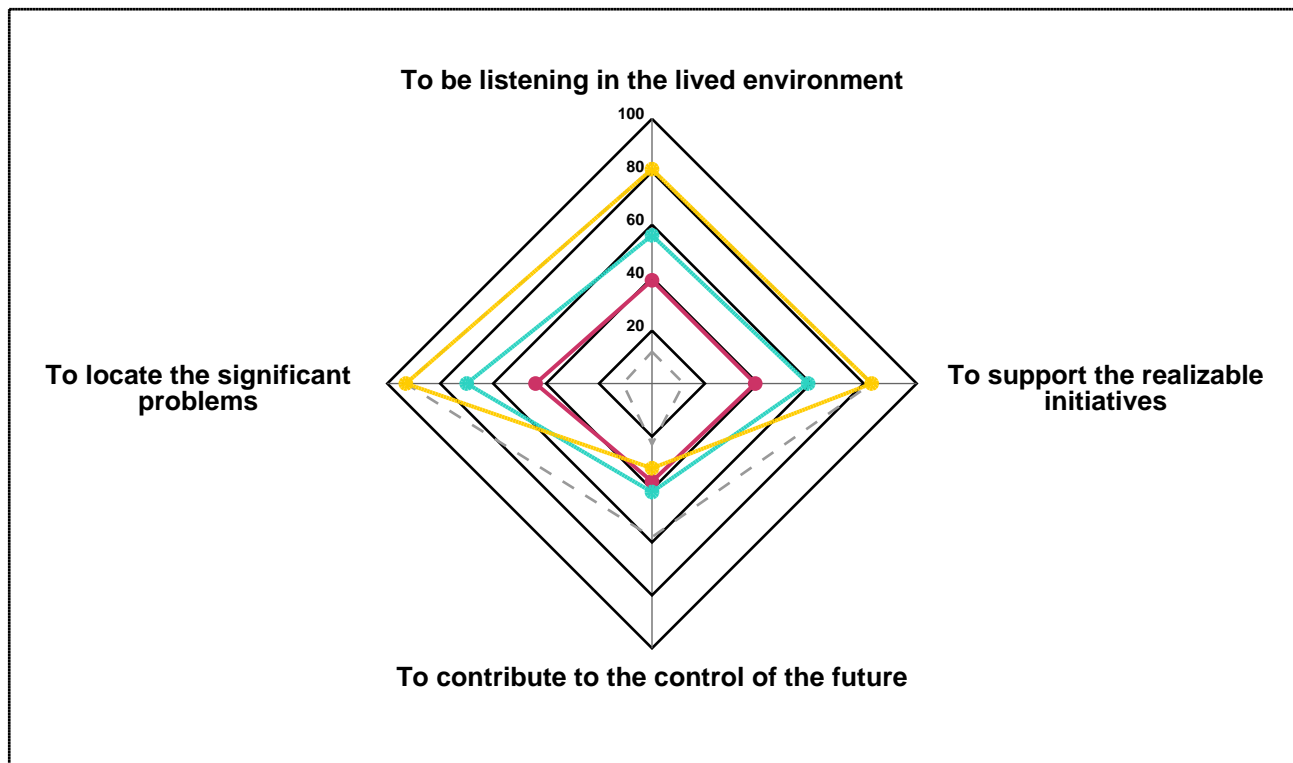 To be listening in the lived environment
100
80
60
40
20
To locate the significant
problems
To support the realizable
initiatives
To contribute to the control of the future